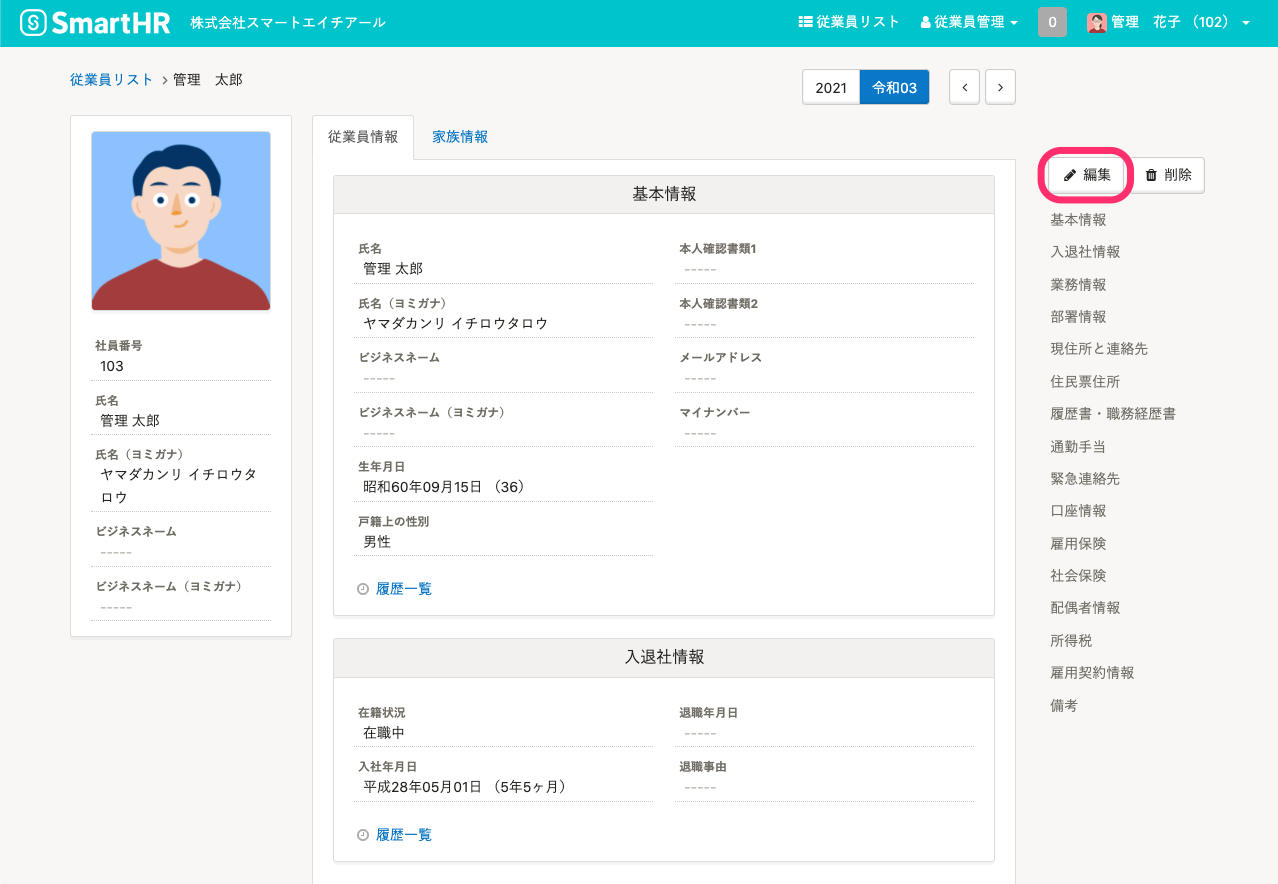 SmartHR 株式会社スマートエイチアール 従業員リスト 従業員管理 0 管理 花子 （102）
従業員リスト > 管理 太郎
2021 令和03 < >
社員番号
103
氏名
管理 太郎
氏名（ヨミガナ）
ヤマダカンリ イチロウタ
ロウ
ビジネスネーム
-----
ビジネスネーム（ヨミガナ）
-----
従業員情報 家族情報
基本情報
氏名
管理 太郎
氏名（ヨミガナ）
ヤマダカンリ イチロウタロウ
ビジネスネーム
-----
ビジネスネーム（ヨミガナ）
-----
生年月日
昭和60年09月15日 （36）
戸籍上の性別
男性
本人確認書類1
-----
本人確認書類2
-----
メールアドレス
-----
マイナンバー
-----
履歴一覧
入退社情報
在籍状況
在職中
入社年月日
平成28年05月01日 （5年5ヶ月）
退職年月日
-----
退職事由
-----
履歴一覧
編集 削除
基本情報
入退社情報
業務情報
部署情報
現住所と連絡先
住民票住所
履歴書・職務経歴書
通勤手当
緊急連絡先
口座情報
雇用保険
社会保険
配偶者情報
所得税
雇用契約情報
備考